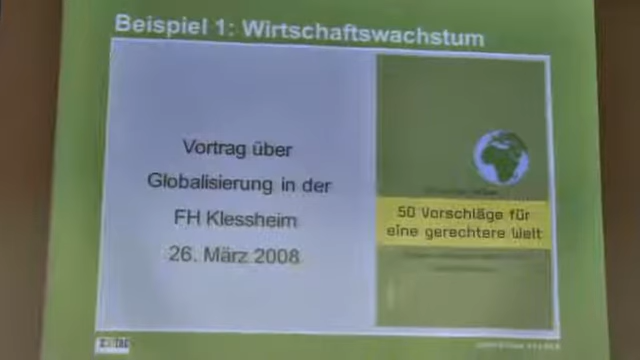 Beispiel 1: Wirtschaftswachstum
Vortrag über
Globalisierung in der
FH Klessheim
26. März 2008
50 Vorschläge für
eine gerechtere Welt